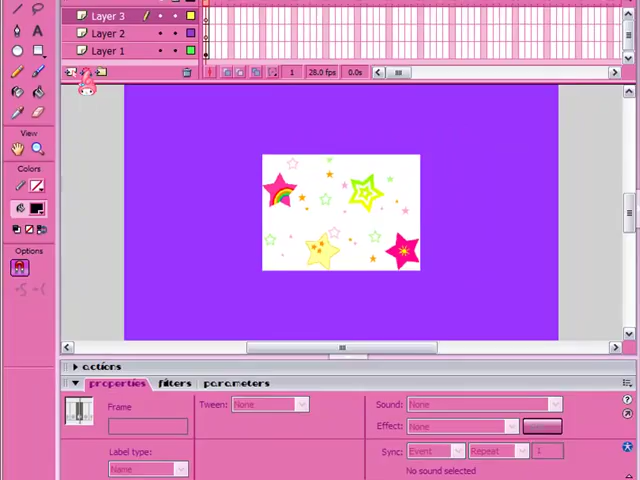 Layer 3
Layer 2
Layer 1
1 28.0 fps 0.0s
View
Colors
Options
actions
properties filters parameters
Frame Tween: None Sound: None
Effect: None
Label type: Sync: Event Repeat 1
Name No sound selected